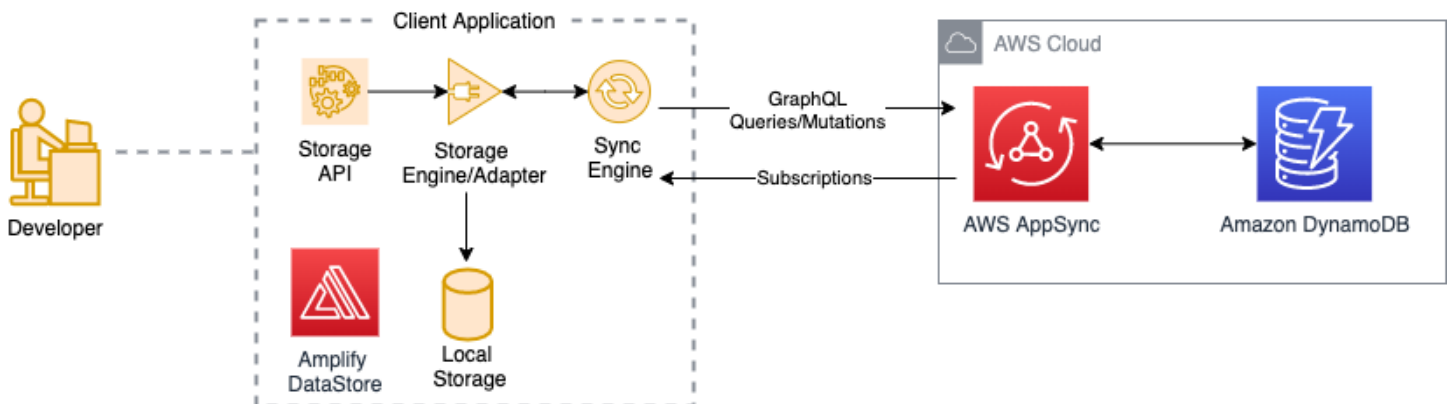 Client Application
AWS Cloud
GraphQL
Queries/Mutations
Storage
API
Storage
Engine/Adapter
Sync
Engine
Subscriptions
Developer
AWS AppSync
Amazon DynamoDB
Amplify
DataStore
Local
Storage